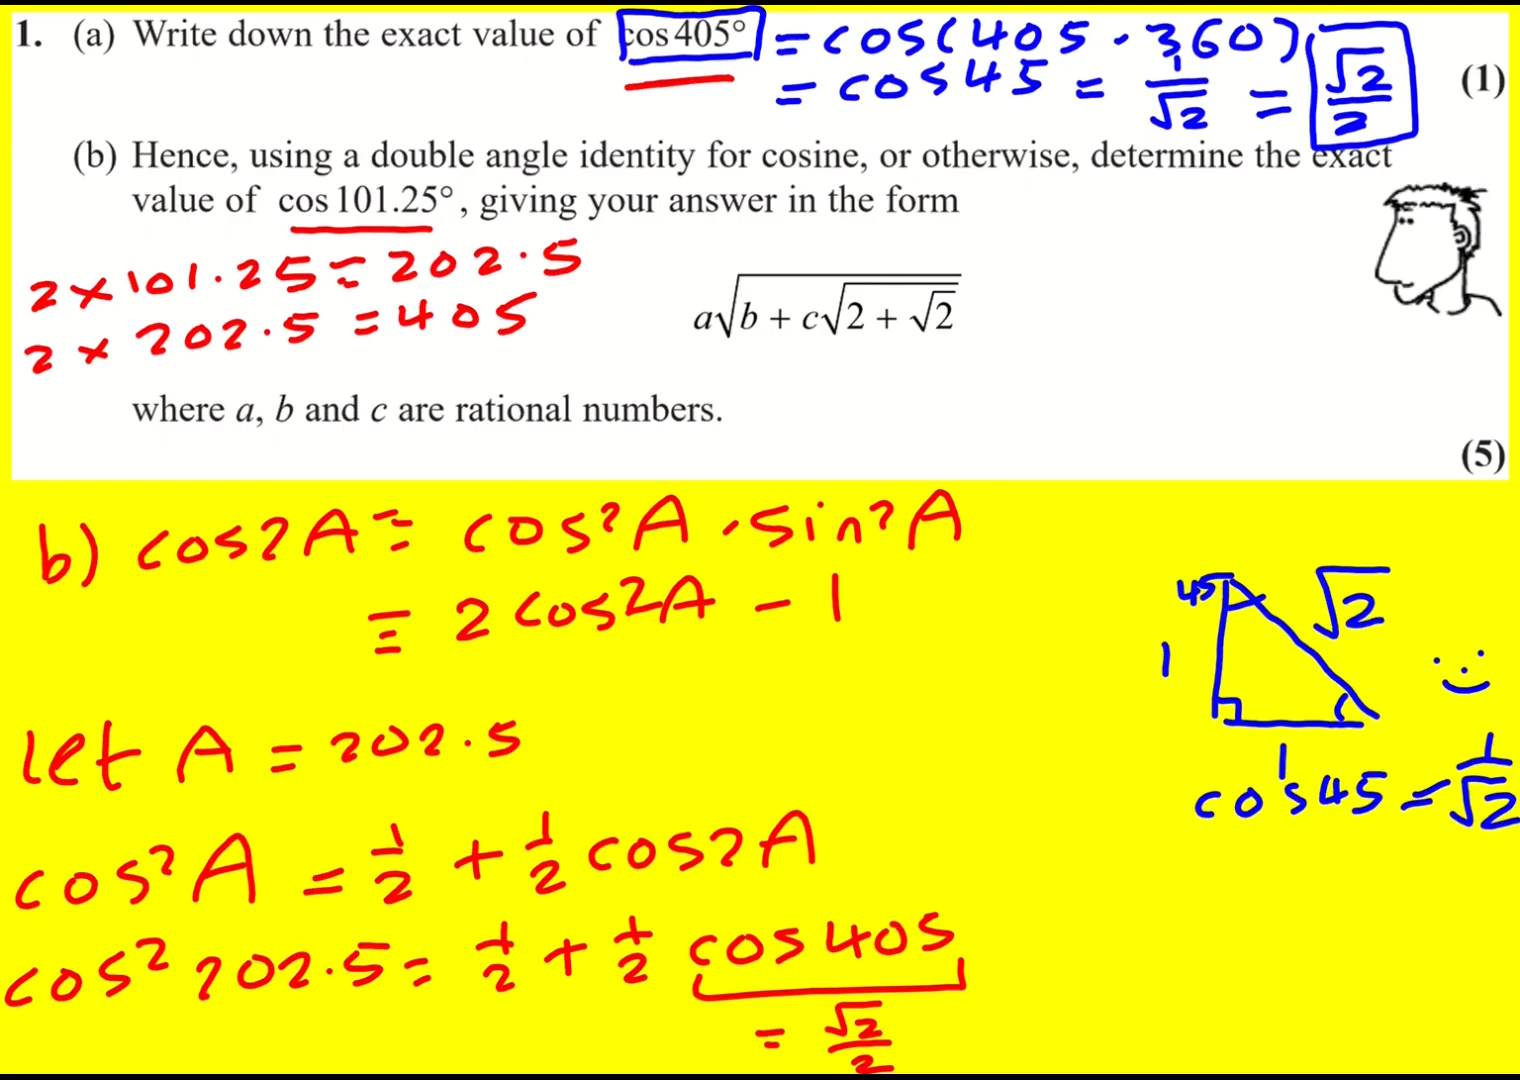 1. (a) Write down the exact value of cos 405° = cos(405 - 360)
= cos 45 = 1/√2 = √2/2
(1)
(b) Hence, using a double angle identity for cosine, or otherwise, determine the exact
value of cos 101.25°, giving your answer in the form
2 × 101.25 = 202.5
2 × 202.5 = 405
a√(b + c√(2 + √2))
where a, b and c are rational numbers.
(5)
b) cos2A ≡ cos²A - sin²A
≡ 2cos²A - 1
45 √2
1
1
cos45 = 1/√2
let A = 202.5
cos²A = 1/2 + 1/2 cos2A
cos² 202.5 = 1/2 + 1/2 cos405
= √2/2